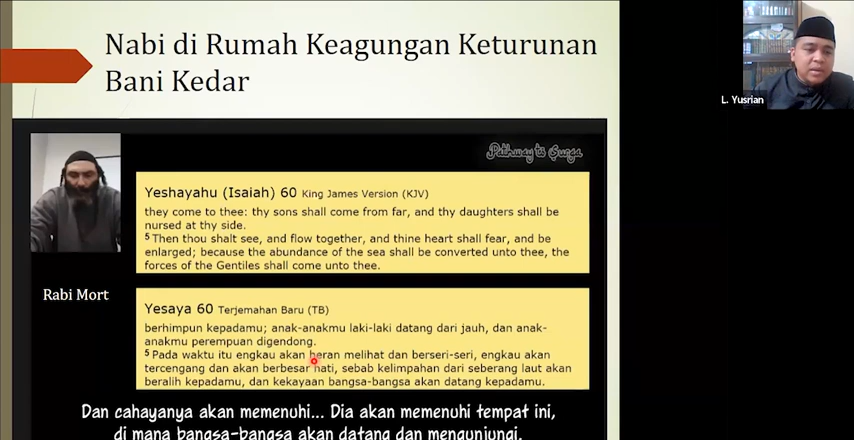 Nabi di Rumah Keagungan Keturunan
Bani Kedar
L. Yusrian
Pathway to Surga
Yeshayahu (Isaiah) 60 King James Version (KJV)
they come to thee: thy sons shall come from far, and thy daughters shall be
nursed at thy side.
5 Then thou shalt see, and flow together, and thine heart shall fear, and be
enlarged; because the abundance of the sea shall be converted unto thee, the
forces of the Gentiles shall come unto thee.
Rabi Mort
Yesaya 60 Terjemahan Baru (TB)
berhimpun kepadamu; anak-anakmu laki-laki datang dari jauh, dan anak-
anakmu perempuan digendong.
5 Pada waktu itu engkau akan heran melihat dan berseri-seri, engkau akan
tercengang dan akan berbesar hati, sebab kelimpahan dari seberang laut akan
beralih kepadamu, dan kekayaan bangsa-bangsa akan datang kepadamu.
Dan cahayanya akan memenuhi... Dia akan memenuhi tempat ini,
di mana bangsa-bangsa akan datang dan mengunjungi.